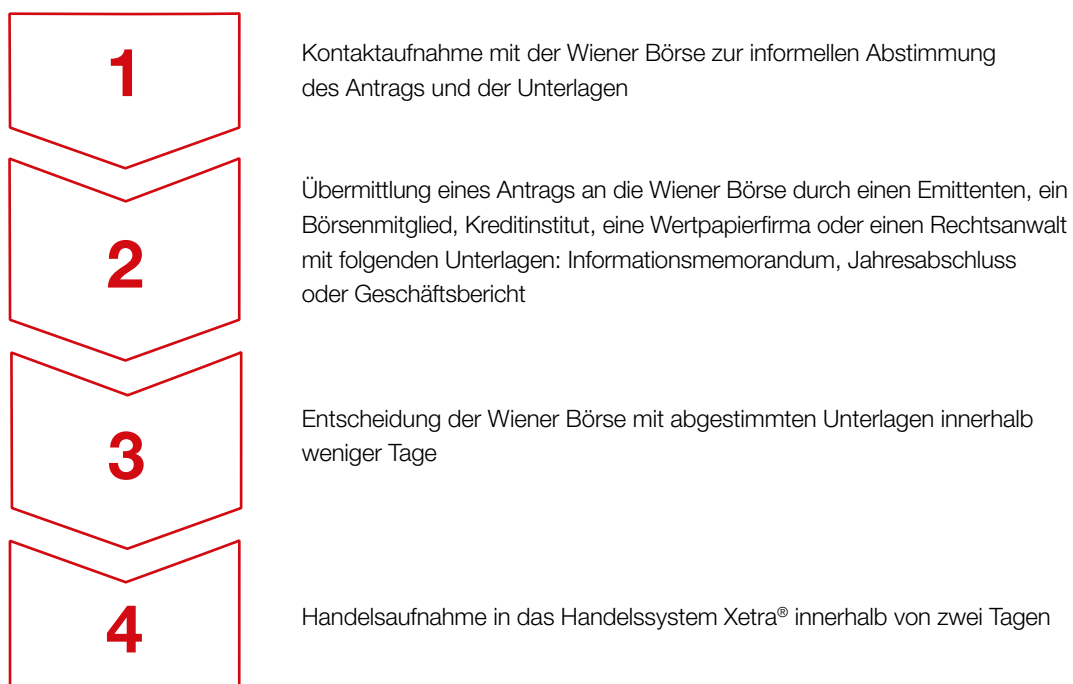 1
Kontaktaufnahme mit der Wiener Börse zur informellen Abstimmung
des Antrags und der Unterlagen
2
Übermittlung eines Antrags an die Wiener Börse durch einen Emittenten, ein
Börsenmitglied, Kreditinstitut, eine Wertpapierfirma oder einen Rechtsanwalt
mit folgenden Unterlagen: Informationsmemorandum, Jahresabschluss
oder Geschäftsbericht
3
Entscheidung der Wiener Börse mit abgestimmten Unterlagen innerhalb
weniger Tage
4
Handelsaufnahme in das Handelssystem Xetra® innerhalb von zwei Tagen